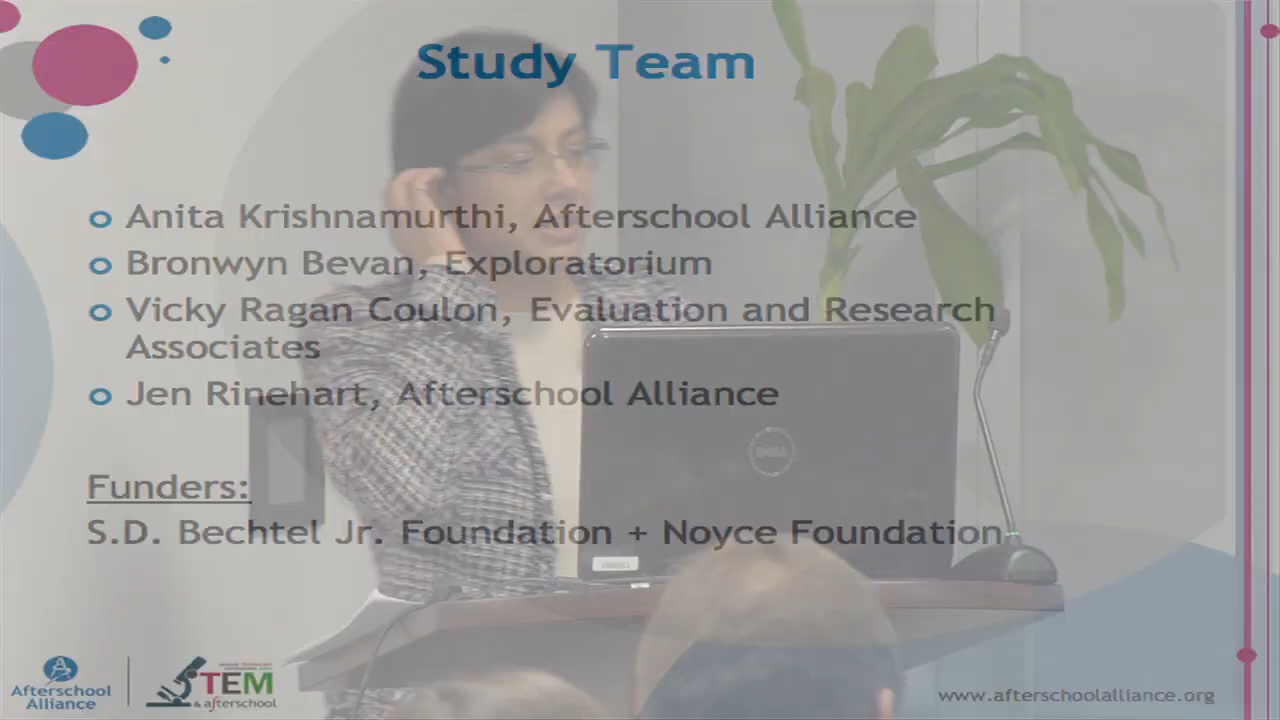 Study Team
Anita Krishnamurthi, Afterschool Alliance
Bronwyn Bevan, Exploratorium
Vicky Ragan Coulon, Evaluation and Research
Associates
Jen Rinehart, Afterschool Alliance
Funders:
S.D. Bechtel Jr. Foundation + Noyce Foundation
DELL
Afterschool
Alliance
STEM
& afterschool
www.afterschoolalliance.org